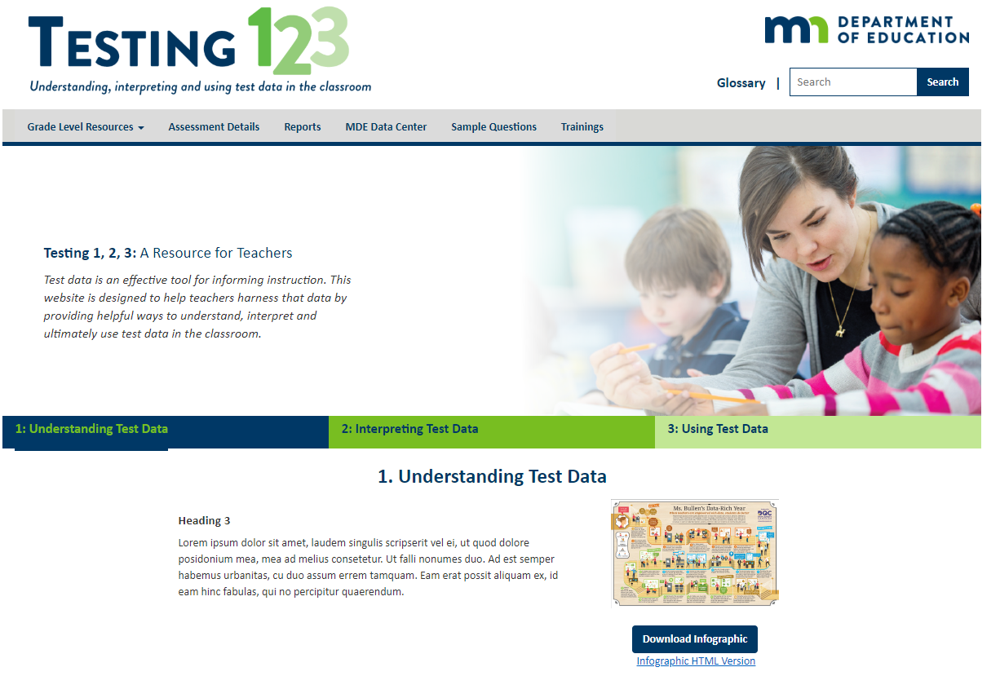 TESTING 123
Understanding, interpreting and using test data in the classroom
mn DEPARTMENT
OF EDUCATION
Glossary | Search Search
Grade Level Resources Assessment Details Reports MDE Data Center Sample Questions Trainings
Testing 1, 2, 3: A Resource for Teachers
Test data is an effective tool for informing instruction. This
website is designed to help teachers harness that data by
providing helpful ways to understand, interpret and
ultimately use test data in the classroom.
1: Understanding Test Data 2: Interpreting Test Data 3: Using Test Data
1. Understanding Test Data
Heading 3
Lorem ipsum dolor sit amet, laudem singulis scripserit vel ei, ut quod dolore
posidonium mea, mea ad melius consetetur. Ut falli nonumes duo. Ad est semper
habemus urbanitas, cu duo assum errem tamquam. Eam erat possit aliquam ex, id
eam hinc fabulas, qui no percipitur quaerendum.
Ms. Bullen's Data-Rich Year
DQC
Download Infographic
Infographic HTML Version